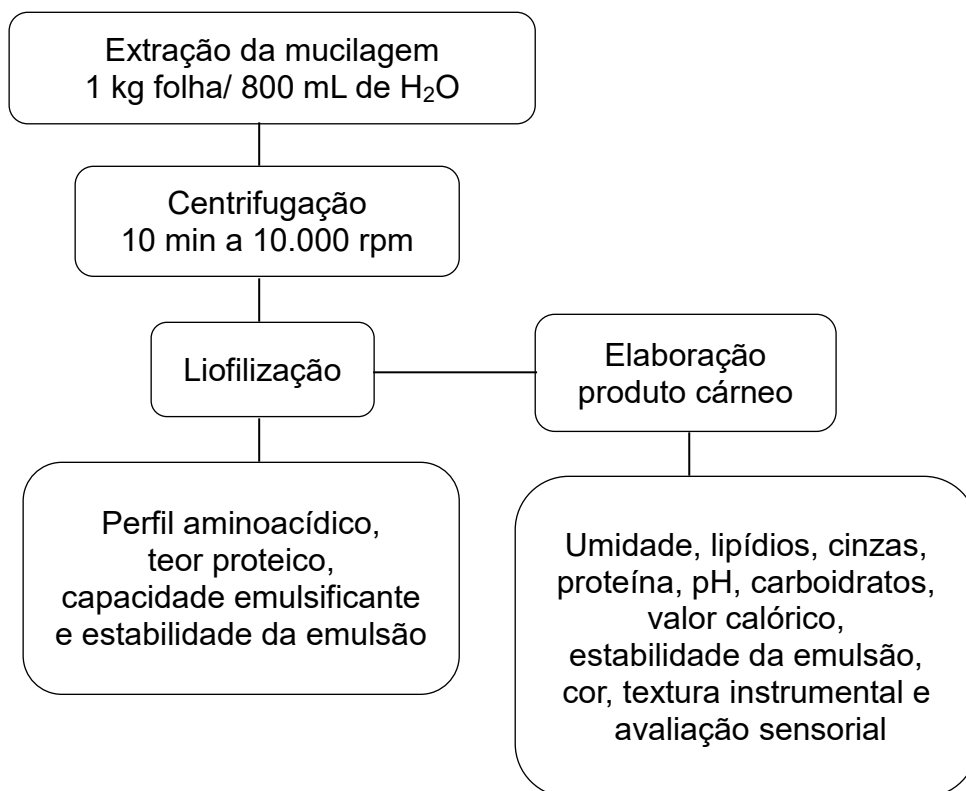 Extração da mucilagem
1 kg folha/ 800 mL de H₂O
Centrifugação
10 min a 10.000 rpm
Liofilização
Elaboração
produto cárneo
Perfil aminoacídico,
teor proteico,
capacidade emulsificante
e estabilidade da emulsão
Umidade, lipídios, cinzas,
proteína, pH, carboidratos,
valor calórico,
estabilidade da emulsão,
cor, textura instrumental e
avaliação sensorial